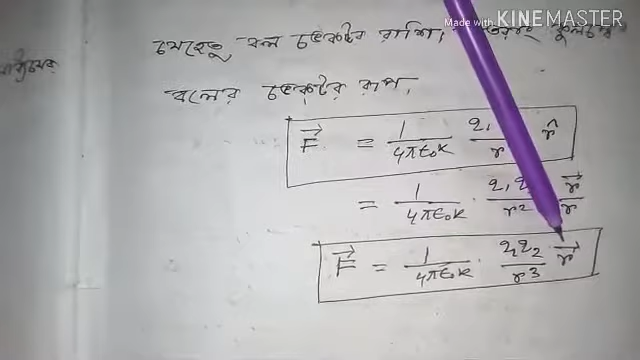 Made with KINEMASTER
যেহেতু বল ভেক্টর রাশি।
বলের ভেক্টর রূপ,
F⃗ = 1/4πε₀k q₁ / r r̂
= 1/4πε₀k · q₁q / r² r⃗/r
F⃗ = 1/4πε₀k · q₁q₂/r³ r⃗